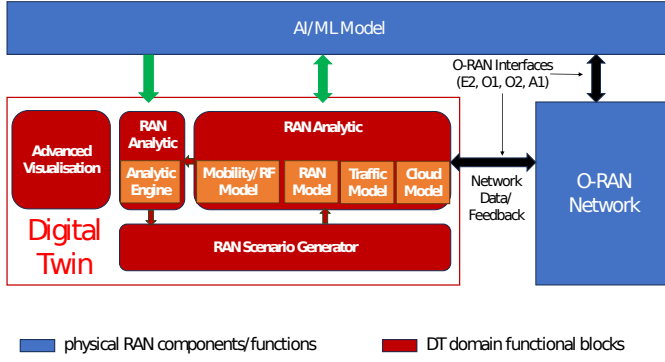 AI/ML Model
O-RAN Interfaces
(E2, O1, O2, A1)
Advanced
Visualisation
RAN
Analytic
Analytic
Engine
RAN Analytic
Mobility/RF
Model
RAN
Model
Traffic
Model
Cloud
Model
Network
Data/
Feedback
O-RAN
Network
Digital
Twin
RAN Scenario Generator
physical RAN components/functions
DT domain functional blocks